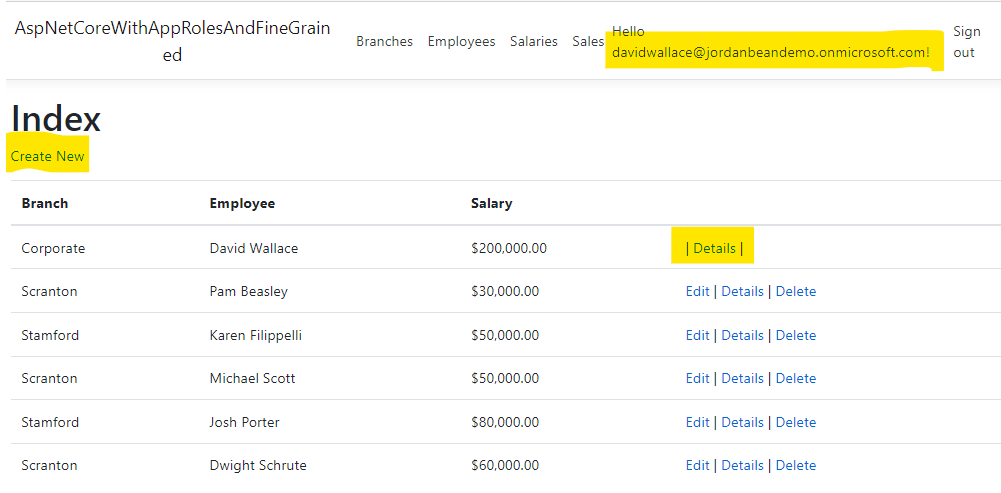 AspNetCoreWithAppRolesAndFineGrain
ed
Branches Employees Salaries Sales
Hello
davidwallace@jordanbeandemo.onmicrosoft.com!
Sign
out
Index
Create New
Branch Employee Salary
Corporate David Wallace $200,000.00 | Details |
Scranton Pam Beasley $30,000.00 Edit | Details | Delete
Stamford Karen Filippelli $50,000.00 Edit | Details | Delete
Scranton Michael Scott $50,000.00 Edit | Details | Delete
Stamford Josh Porter $80,000.00 Edit | Details | Delete
Scranton Dwight Schrute $60,000.00 Edit | Details | Delete